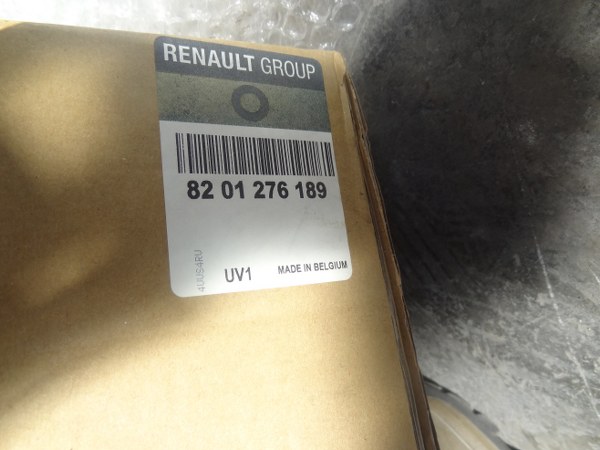 RENAULT GROUP
82 01 276 189
UV1
MADE IN BELGIUM